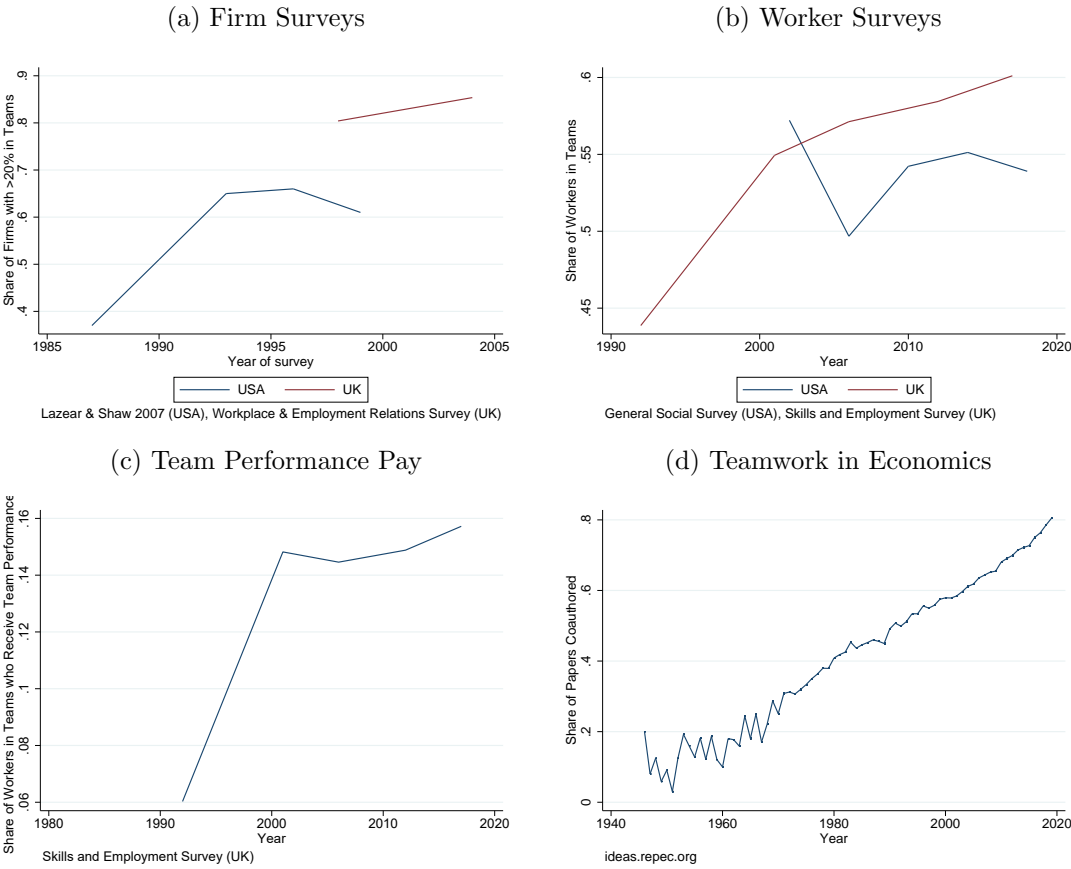 (a) Firm Surveys
Share of Firms with >20% in Teams
.9
.8
.7
.6
.5
.4
1985 1990 1995 2000 2005
Year of survey
USA UK
Lazear & Shaw 2007 (USA), Workplace & Employment Relations Survey (UK)
(b) Worker Surveys
Share of Workers in Teams
.6
.55
.5
.45
1990 2000 2010 2020
Year
USA UK
General Social Survey (USA), Skills and Employment Survey (UK)
(c) Team Performance Pay
Share of Workers in Teams who Receive Team Performance
.16
.14
.12
.1
.08
.06
1980 1990 2000 2010 2020
Year
Skills and Employment Survey (UK)
(d) Teamwork in Economics
Share of Papers Coauthored
.8
.6
.4
.2
0
1940 1960 1980 2000 2020
Year
ideas.repec.org